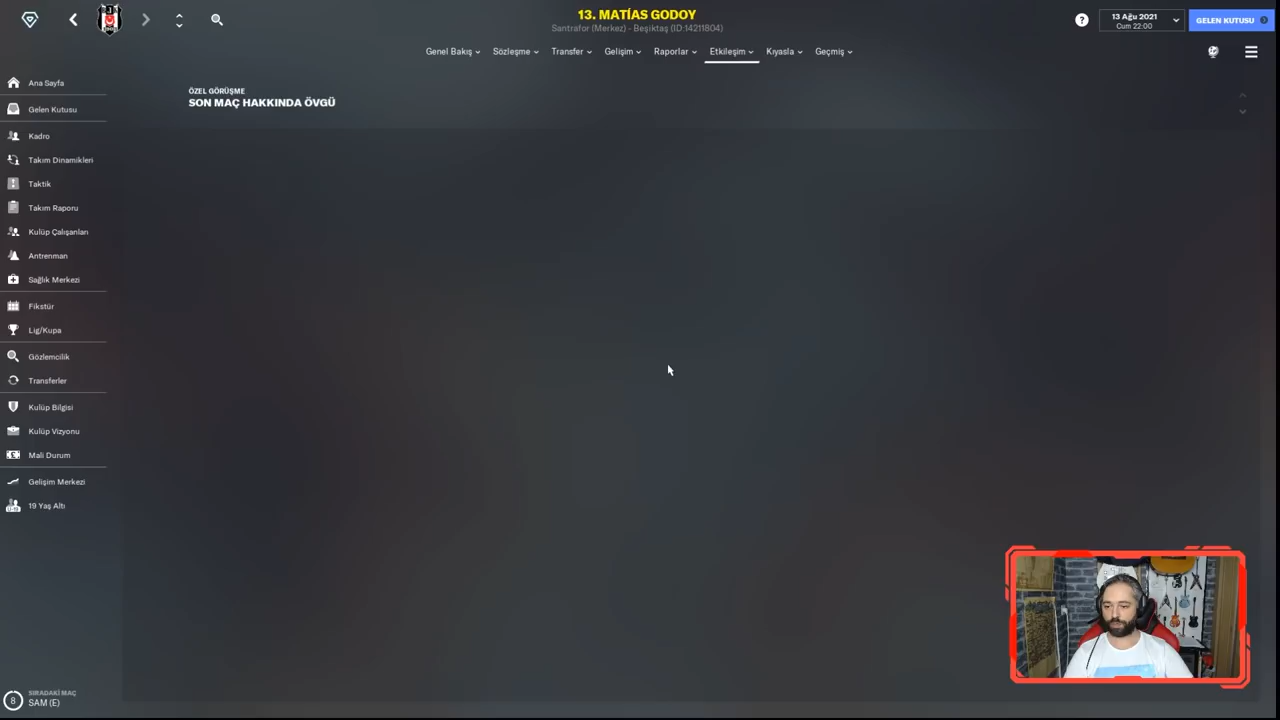 13. MATÍAS GODOY
Santrafor (Merkez) - Beşiktaş (ID:14211804)
13 Ağu 2021
Cum 22:00
GELEN KUTUSU
Genel Bakış
Sözleşme
Transfer
Gelişim
Raporlar
Etkileşim
Kıyasla
Geçmiş
ÖZEL GÖRÜŞME
SON MAÇ HAKKINDA ÖVGÜ
Ana Sayfa
Gelen Kutusu
Kadro
Takım Dinamikleri
Taktik
Takım Raporu
Kulüp Çalışanları
Antrenman
Sağlık Merkezi
Fikstür
Lig/Kupa
Gözlemcilik
Transferler
Kulüp Bilgisi
Kulüp Vizyonu
Mali Durum
Gelişim Merkezi
19 Yaş Altı
8
SIRADAKİ MAÇ
SAM (E)